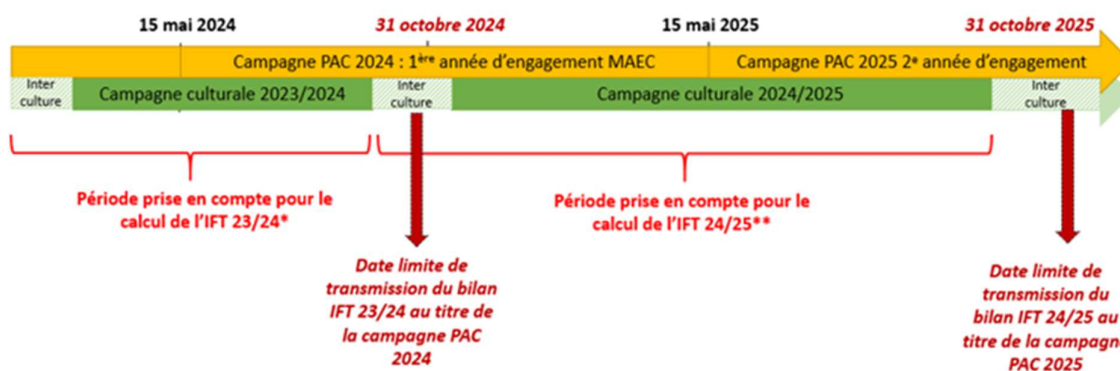 15 mai 2024
31 octobre 2024
15 mai 2025
31 octobre 2025
Campagne PAC 2024 : 1ère année d'engagement MAEC
Campagne PAC 2025 2e année d'engagement
Inter
culture
Campagne culturale 2023/2024
Inter
culture
Campagne culturale 2024/2025
Inter
culture
Période prise en compte pour le
calcul de l'IFT 23/24*
Période prise en compte pour le
calcul de l'IFT 24/25**
Date limite de
transmission du bilan
IFT 23/24 au titre de
la campagne PAC
2024
Date limite de
transmission du
bilan IFT 24/25 au
titre de la campagne
PAC 2025